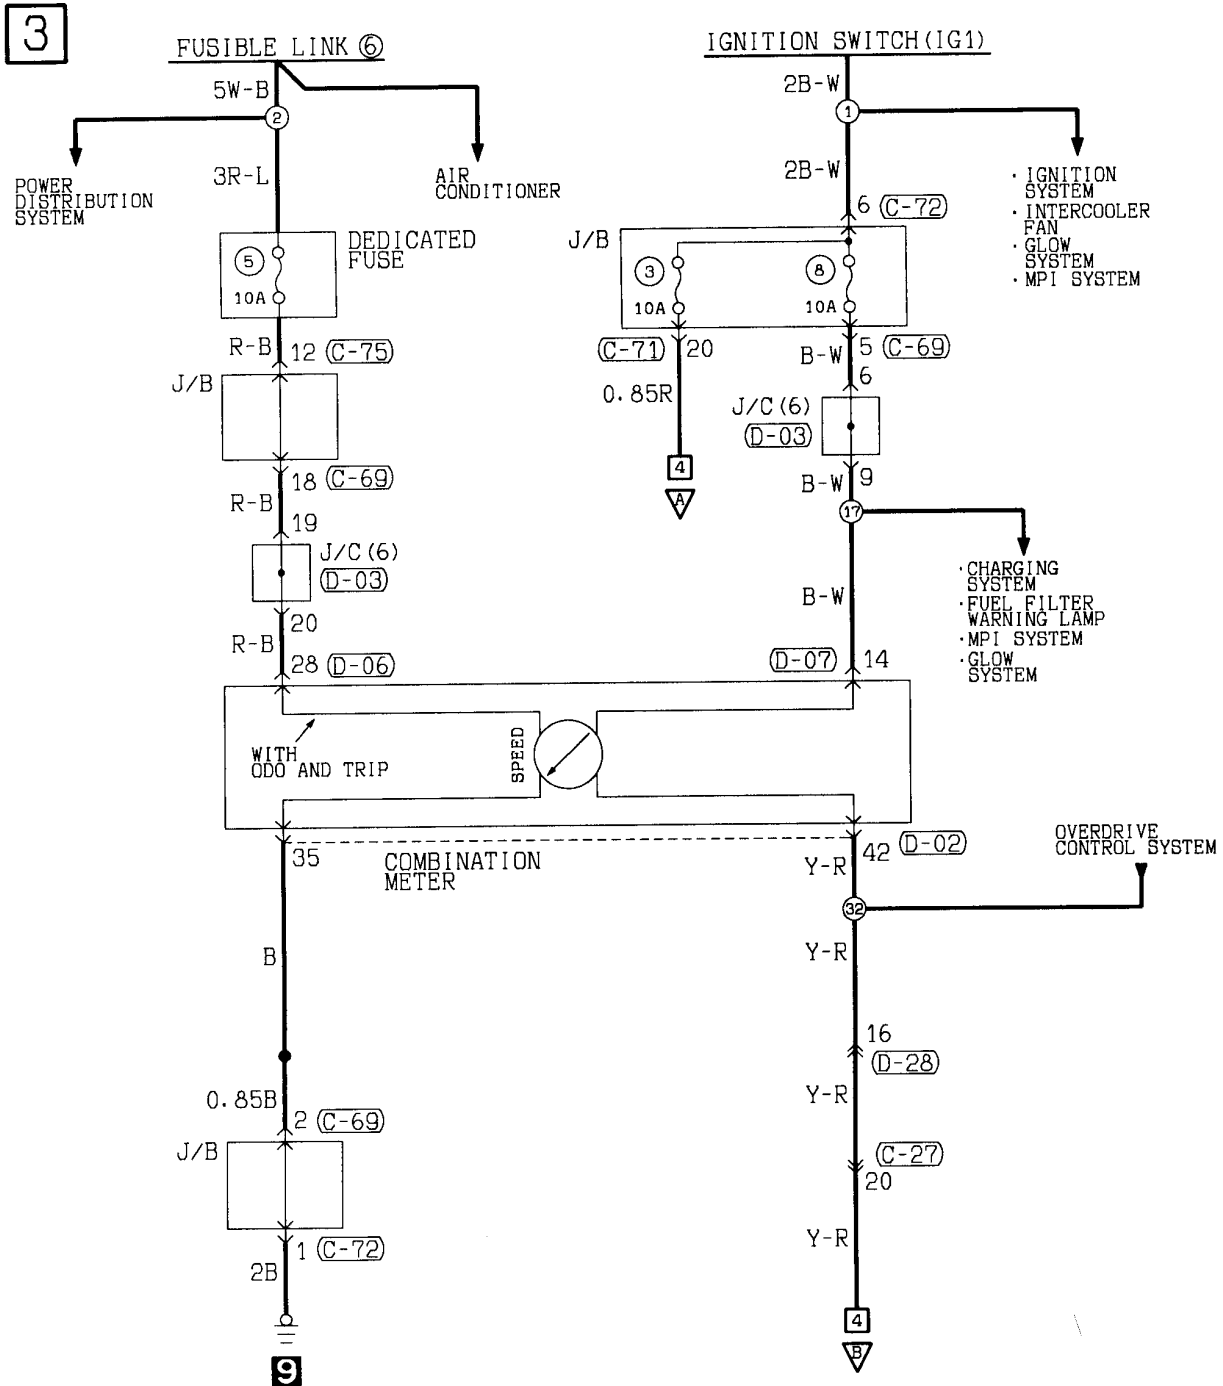 3
FUSIBLE LINK ⑥
IGNITION SWITCH(IG1)
5W-B
2B-W
②
①
3R-L
2B-W
POWER
DISTRIBUTION
SYSTEM
AIR
CONDITIONER
· IGNITION
SYSTEM
· INTERCOOLER
FAN
· GLOW
SYSTEM
· MPI SYSTEM
6 (C-72)
J/B
DEDICATED
FUSE
⑤
10A
③
10A
⑧
10A
R-B
12 (C-75)
(C-71) 20
B-W
5 (C-69)
6
J/B
0.85R
J/C(6)
(D-03)
18 (C-69)
4
A
B-W
9
R-B
19
⑰
J/C(6)
(D-03)
· CHARGING
SYSTEM
· FUEL FILTER
WARNING LAMP
· MPI SYSTEM
· GLOW
SYSTEM
B-W
20
R-B
28 (D-06)
(D-07) 14
WITH
ODO AND TRIP
SPEED
35
COMBINATION
METER
42 (D-02)
Y-R
OVERDRIVE
CONTROL SYSTEM
㉜
B
Y-R
16
(D-28)
0.85B
Y-R
2 (C-69)
J/B
(C-27)
20
1 (C-72)
Y-R
2B
4
B
9